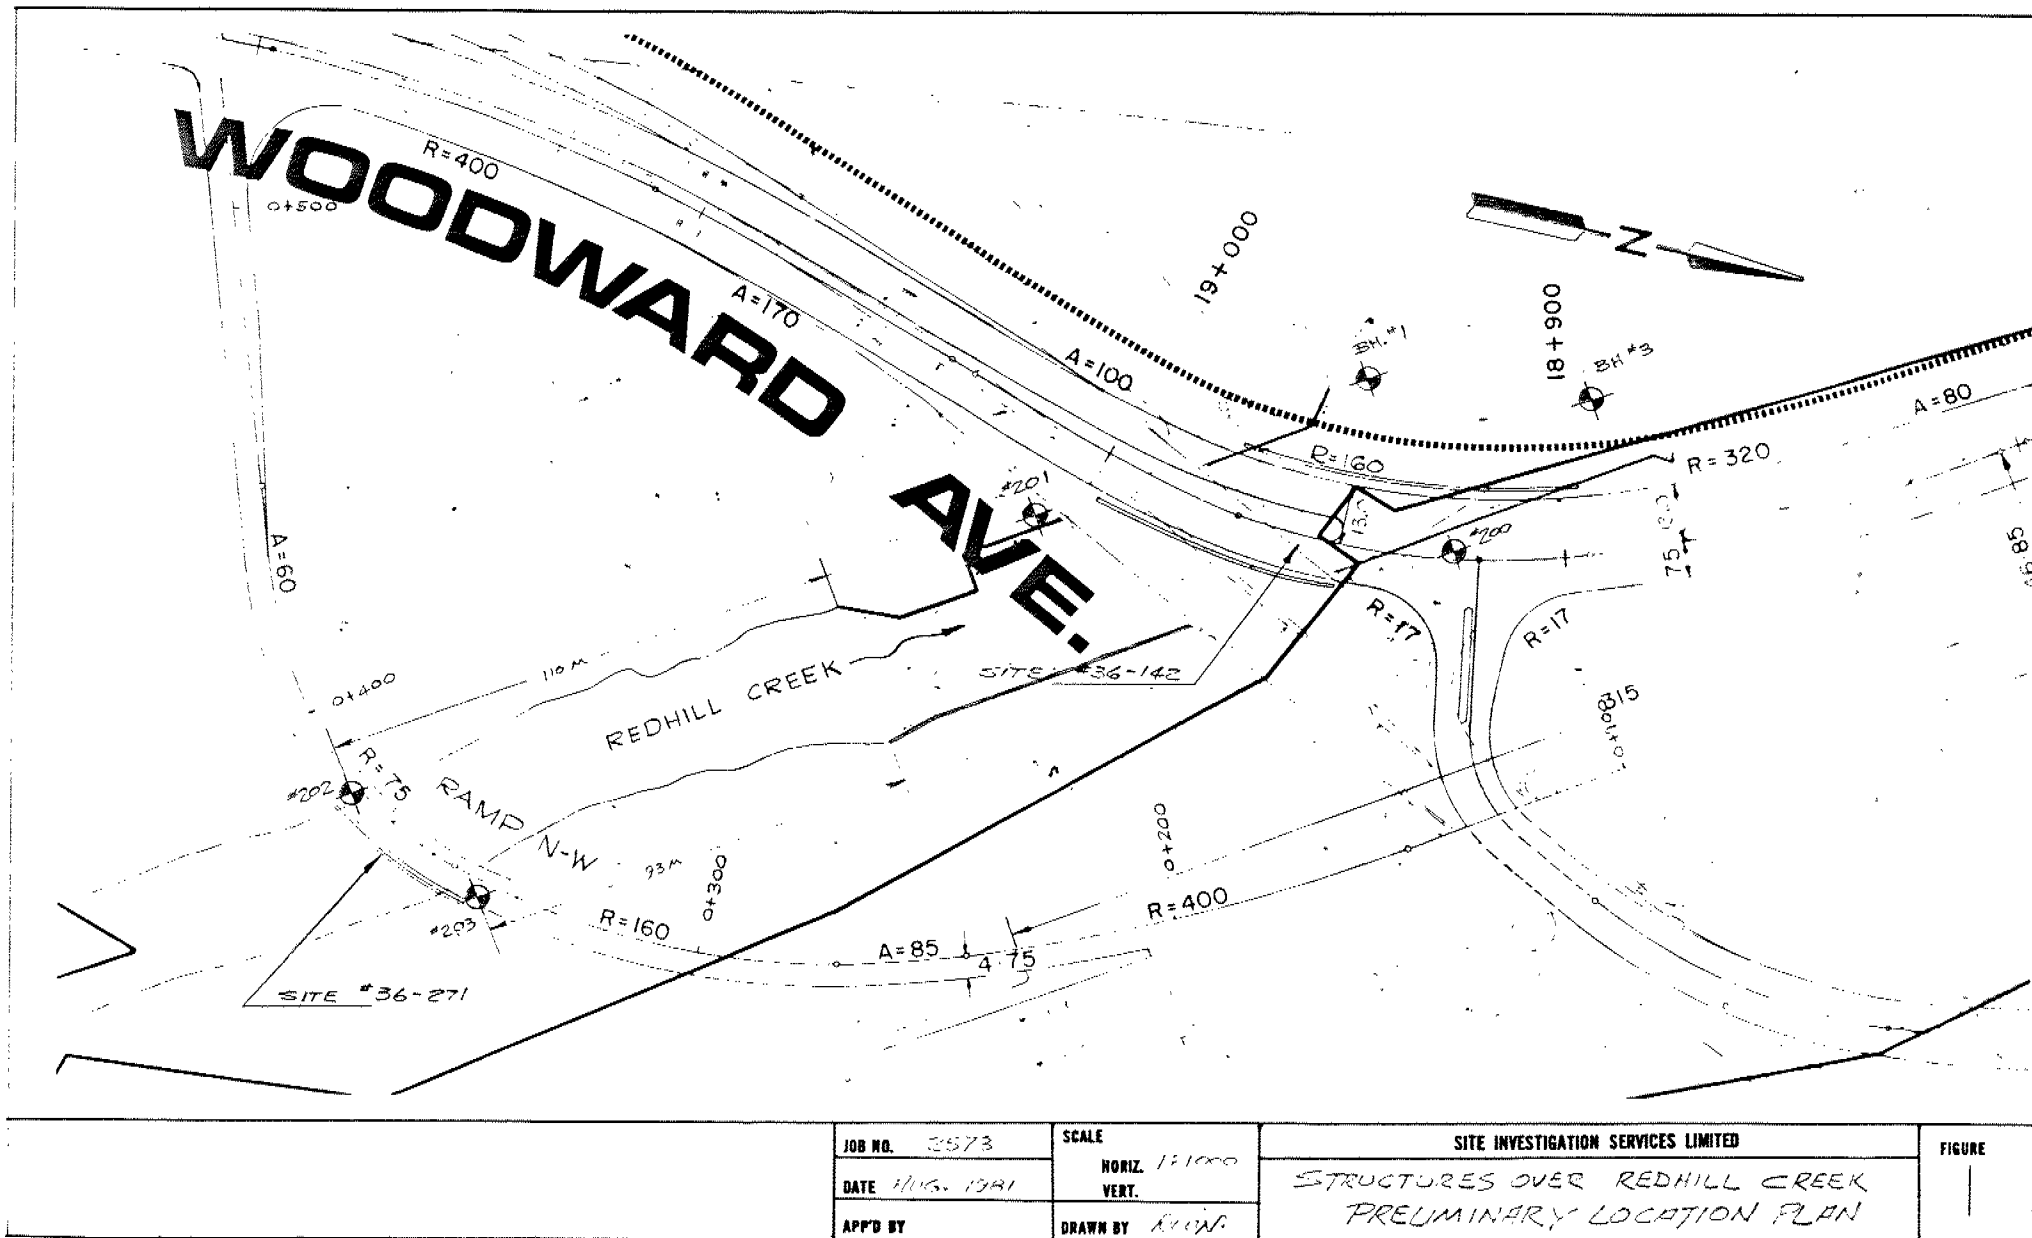 WOODWARD AVE.
R=400
0+500
A=170
A=100
19+000
N
BH.#1
18+900
BH#3
A=80
R=160
R=320
#201
#200
75
A=60
R=17
R=17
0+400
110 M
REDHILL CREEK
SITE #36-142
R=75
#202
RAMP N-W
93M
0+300
0+200
315
R=160
#203
A=85
4.75
R=400
SITE #36-271
JOB NO. 2573
DATE AUG. 1981
APP'D BY
SCALE
HORIZ. 1:1000
VERT.
DRAWN BY
SITE INVESTIGATION SERVICES LIMITED
STRUCTURES OVER REDHILL CREEK
PRELIMINARY LOCATION PLAN
FIGURE
1